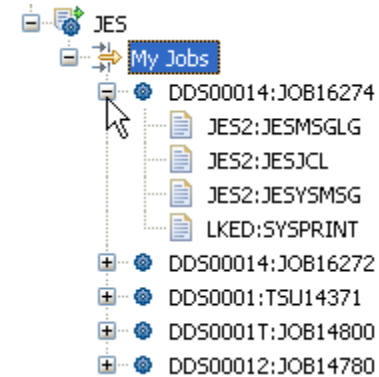 JES
My Jobs
DDS00014:JOB16274
JES2:JESMSGLG
JES2:JESJCL
JES2:JESYSMSG
LKED:SYSPRINT
DDS00014:JOB16272
DDS0001:TSU14371
DDS0001T:JOB14800
DDS00012:JOB14780